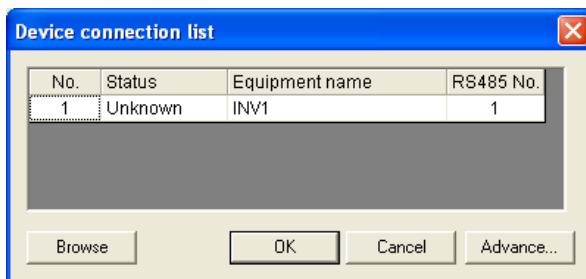 Device connection list
No. Status Equipment name RS485 No.
1 Unknown INV1 1
Browse OK Cancel Advance...